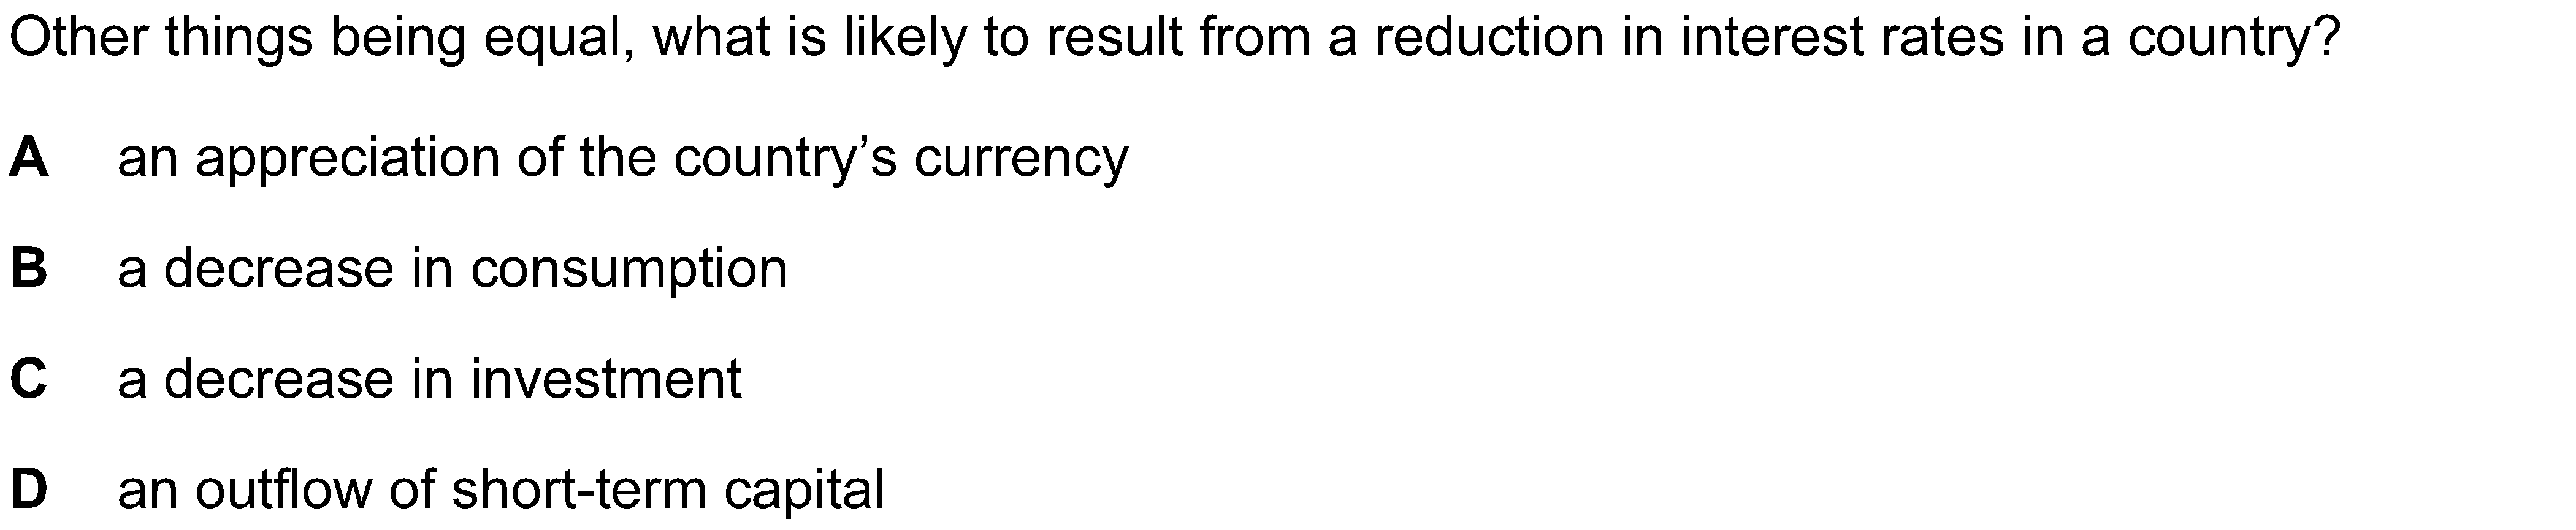 Other things being equal, what is likely to result from a reduction in interest rates in a country?
A an appreciation of the country’s currency
B a decrease in consumption
C a decrease in investment
D an outflow of short-term capital